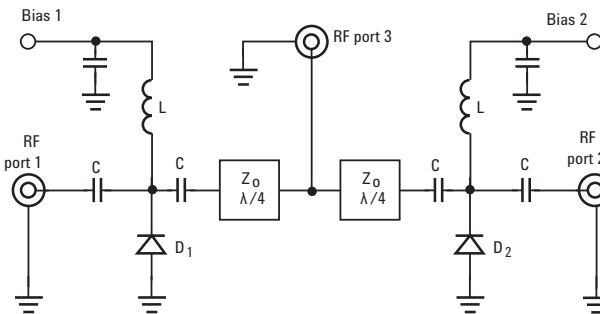 Bias 1
Bias 2
RF port 3
L
L
RF
port 1
C
C
Zo
λ/4
Zo
λ/4
C
C
RF
port 2
D1
D2